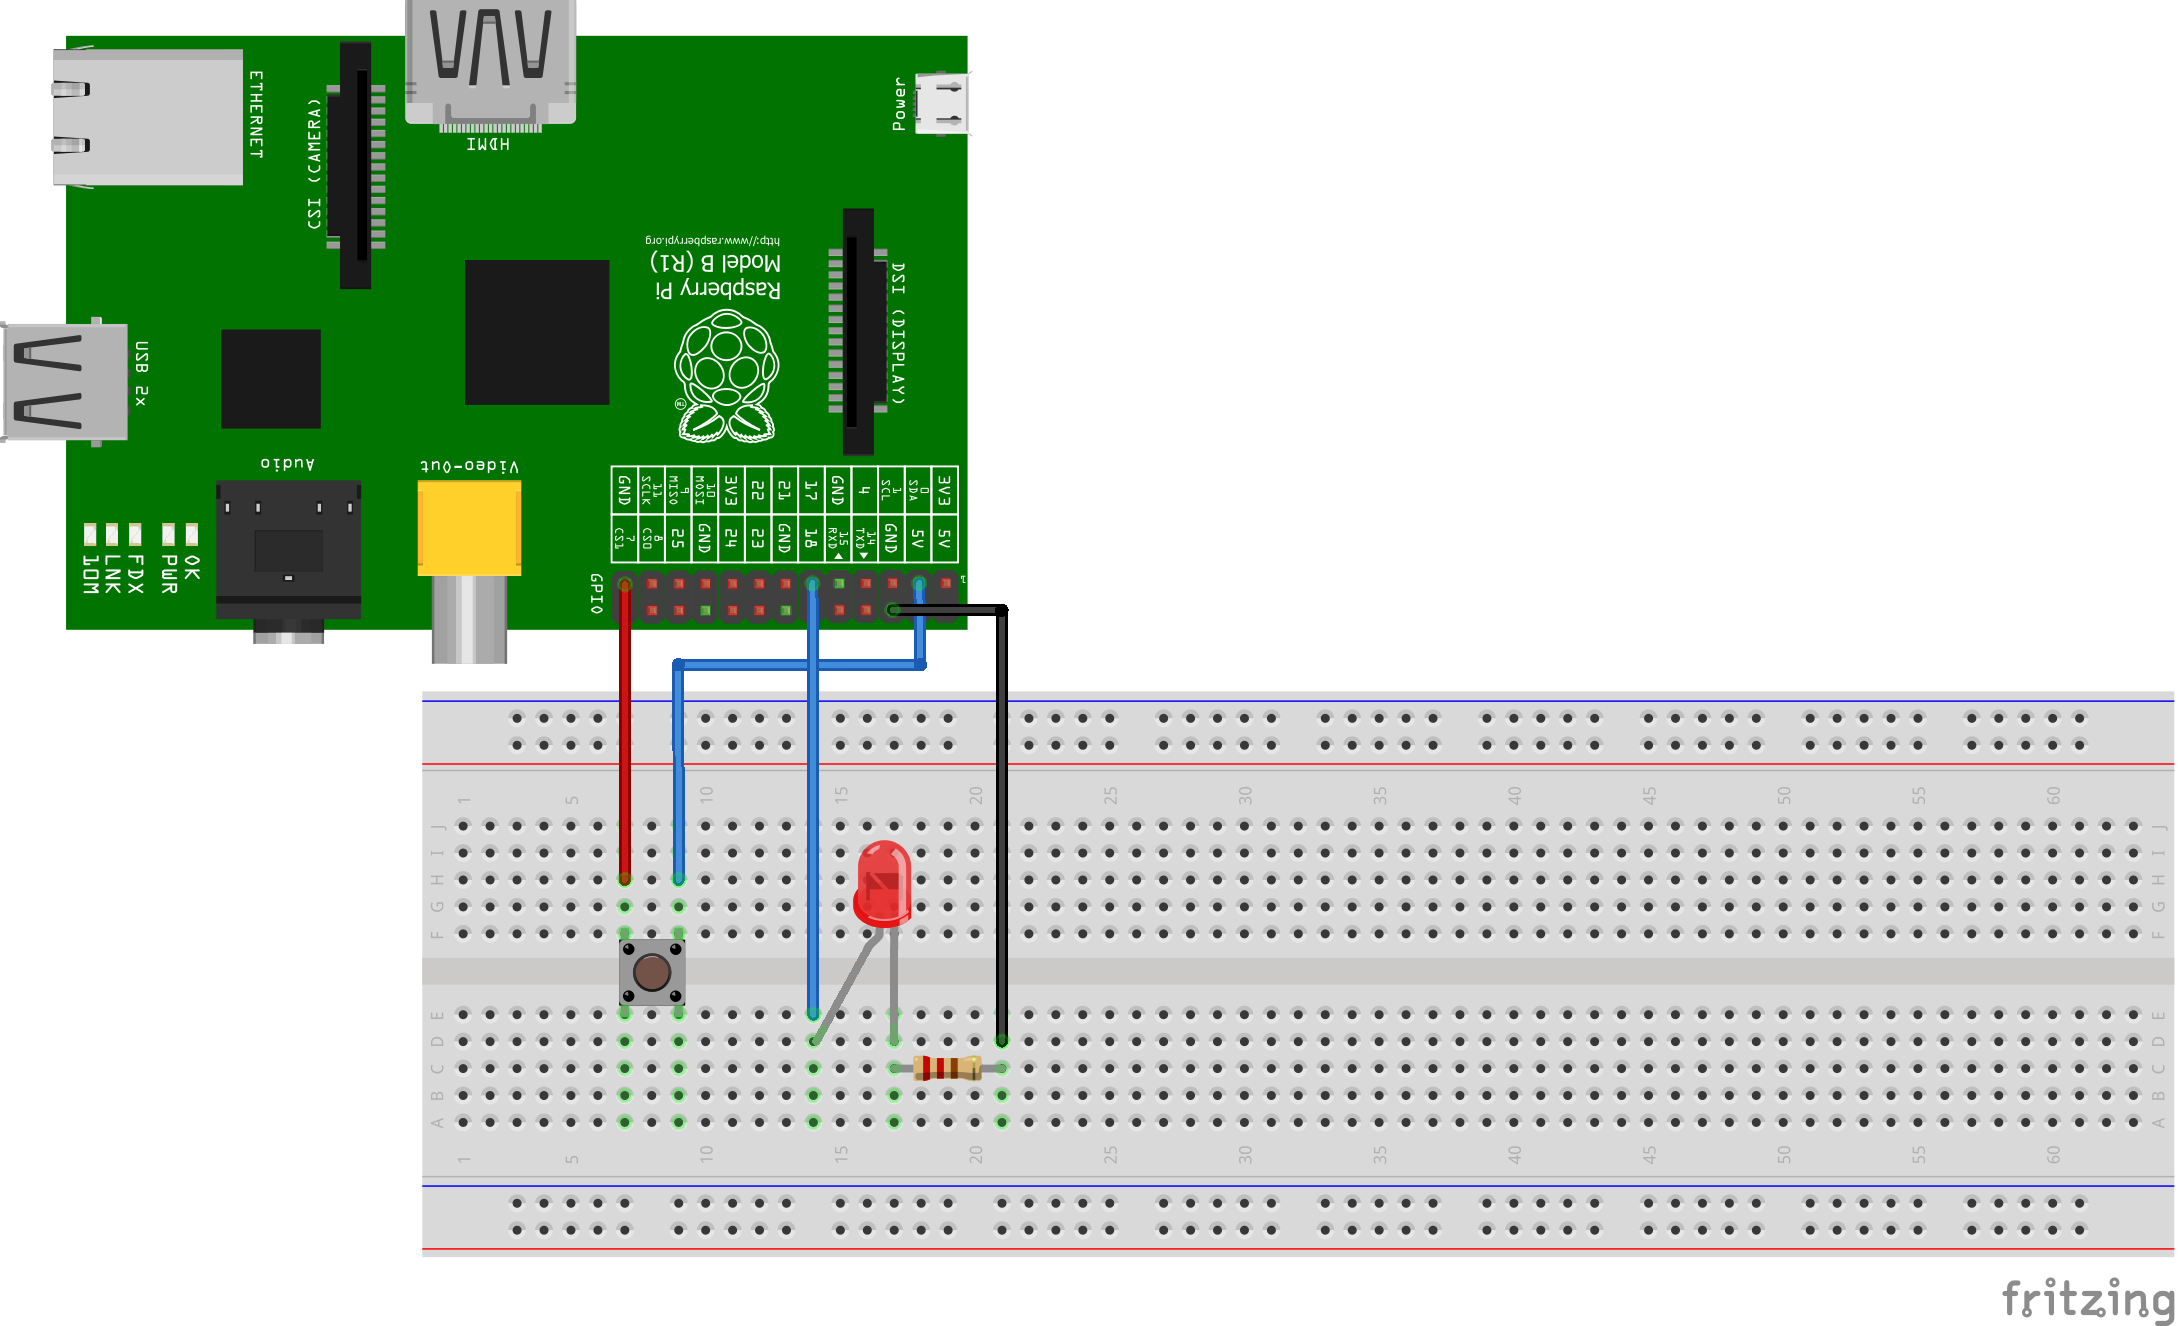 ETHERNET
CSI (CAMERA)
HDMI
Power
http://www.raspberrypi.org
Model B (R1)
Raspberry Pi
TM
DSI (DISPLAY)
USB 2x
Audio
Video-Out
GND 11 SCLK 9 MISO 10 MOSI 3V3 22 21 17 GND 4 1 SCL 0 SDA 3V3
7 CS1 8 CS0 25 GND 24 23 GND 18 15 RXD 14 TXD GND 5V 5V
10M LNK FDX PWR OK
GPIO
1
1 5 10 15 20 25 30 35 40 45 50 55 60
J J
I I
H H
G G
F F
E E
D D
C C
B B
A A
1 5 10 15 20 25 30 35 40 45 50 55 60
fritzing